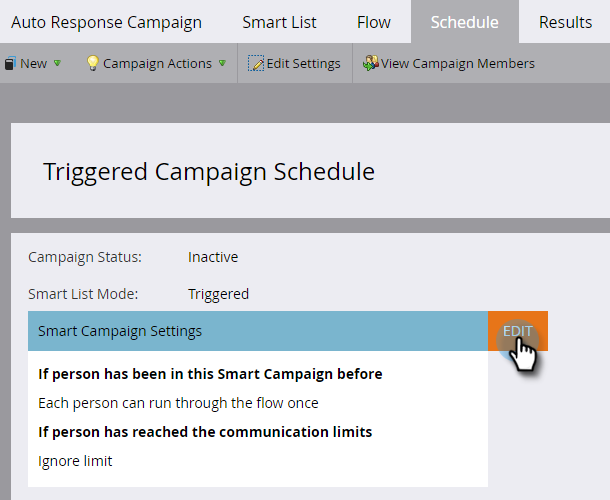 Auto Response Campaign Smart List Flow Schedule Results
New Campaign Actions Edit Settings View Campaign Members
Triggered Campaign Schedule
Campaign Status: Inactive
Smart List Mode: Triggered
Smart Campaign Settings EDIT
If person has been in this Smart Campaign before
Each person can run through the flow once
If person has reached the communication limits
Ignore limit